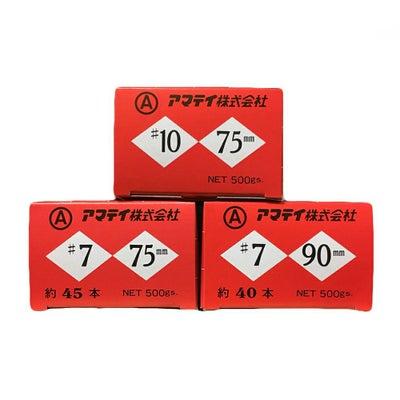 Ⓐ アマテイ株式会社
#10 75mm
NET 500gs.
Ⓐ アマテイ株式会社
#7 75mm
約 45 本 NET 500gs.
Ⓐ アマテイ株式会社
#7 90mm
約 40 本 NET 500gs.